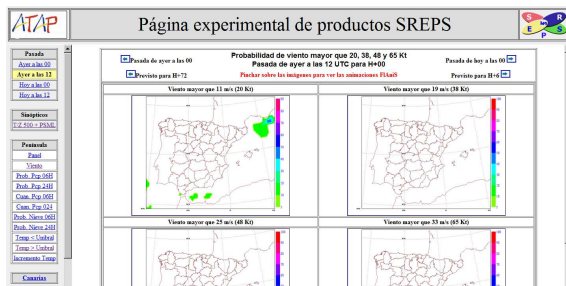 ATAP
Página experimental de productos SREPS
S R
E P S
Pasada
Ayer a las 00
Ayer a las 12
Hoy a las 00
Hoy a las 12
Sinópticos
T/Z 500 + PSML
Península
Panel
Viento
Prob. Pcp 06H
Prob. Pcp 24H
Cuan. Pcp 06H
Cuan. Pcp 024
Prob. Nieve 06H
Prob. Nieve 24H
Temp < Umbral
Temp > Umbral
Incremento Temp
Canarias
Probabilidad de viento mayor que 20, 38, 48 y 65 Kt
Pasada de ayer a las 00
Pasada de ayer a las 12 UTC para H+00
Pasada de hoy a las 00
Previsto para H+72
Pinchar sobre las imágenes para ver las animaciones FlAniS
Previsto para H+6
Viento mayor que 11 m/s (20 Kt)
Viento mayor que 19 m/s (38 Kt)
Viento mayor que 25 m/s (48 Kt)
Viento mayor que 33 m/s (65 Kt)